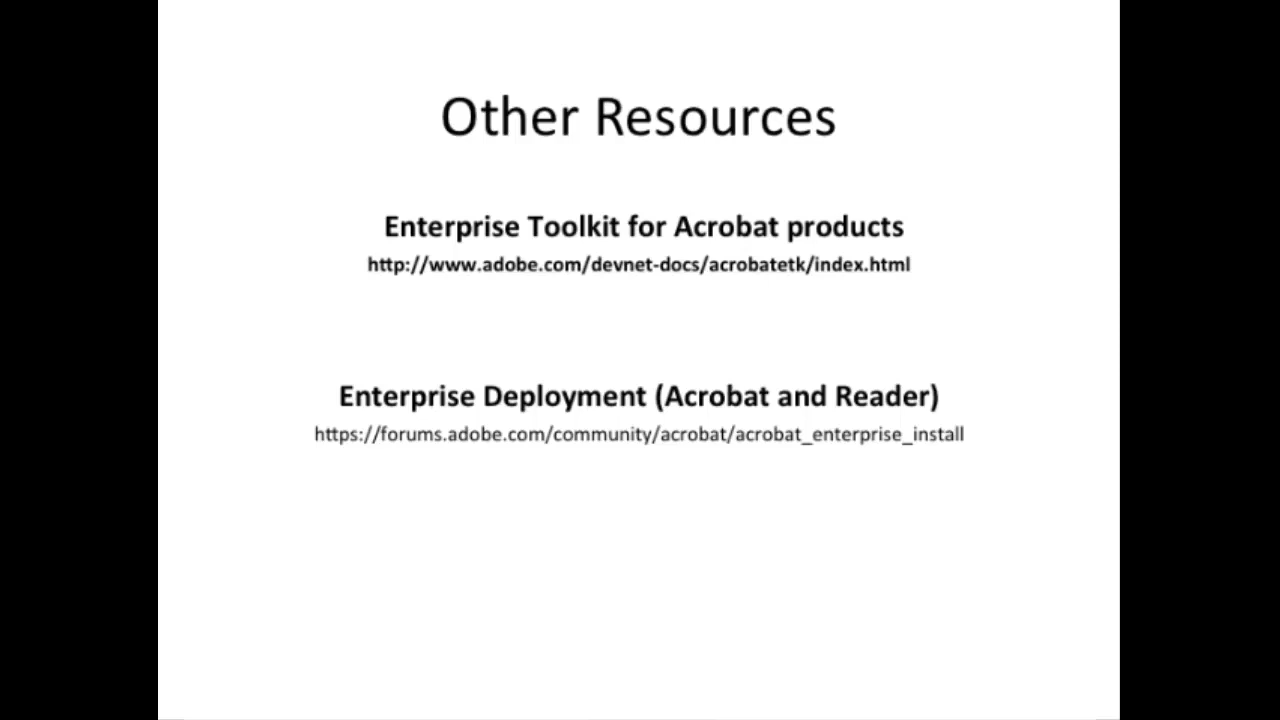 Other Resources
Enterprise Toolkit for Acrobat products
http://www.adobe.com/devnet-docs/acrobatetk/index.html
Enterprise Deployment (Acrobat and Reader)
https://forums.adobe.com/community/acrobat/acrobat_enterprise_install